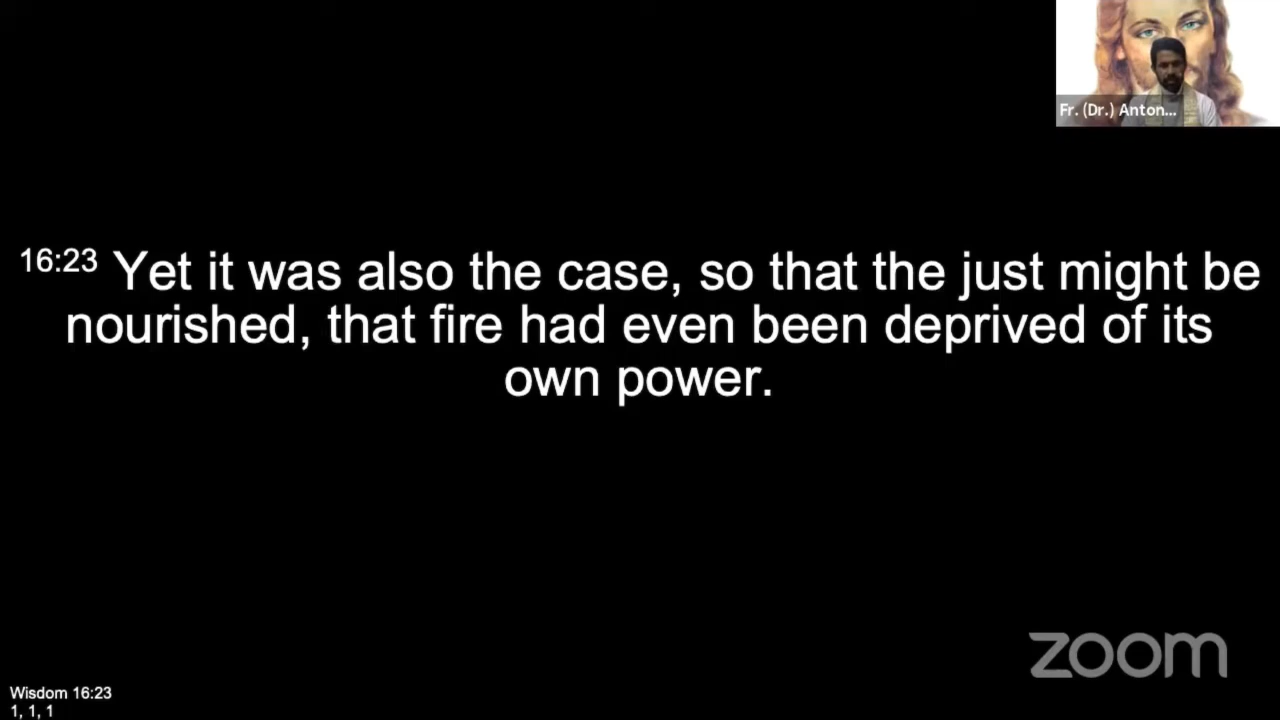 Fr. (Dr.) Anton...
16:23 Yet it was also the case, so that the just might be
nourished, that fire had even been deprived of its
own power.
zoom
Wisdom 16:23
1, 1, 1